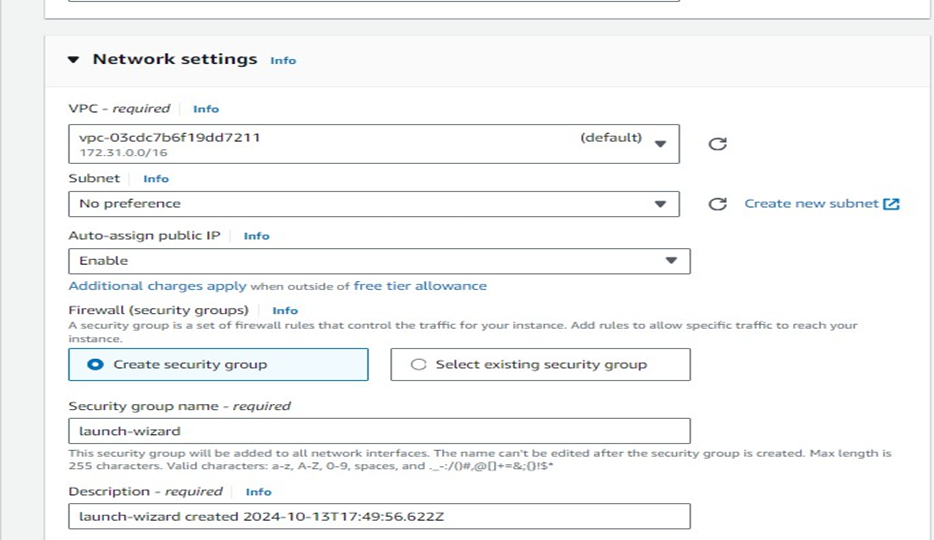 Network settings Info
VPC - required Info
vpc-03cdc7b6f19dd7211 (default)
172.31.0.0/16
Subnet Info
No preference Create new subnet
Auto-assign public IP Info
Enable
Additional charges apply when outside of free tier allowance
Firewall (security groups) Info
A security group is a set of firewall rules that control the traffic for your instance. Add rules to allow specific traffic to reach your
instance.
Create security group Select existing security group
Security group name - required
launch-wizard
This security group will be added to all network interfaces. The name can't be edited after the security group is created. Max length is
255 characters. Valid characters: a-z, A-Z, 0-9, spaces, and ._-:/()#,@[]+=&;{}!$*
Description - required Info
launch-wizard created 2024-10-13T17:49:56.622Z